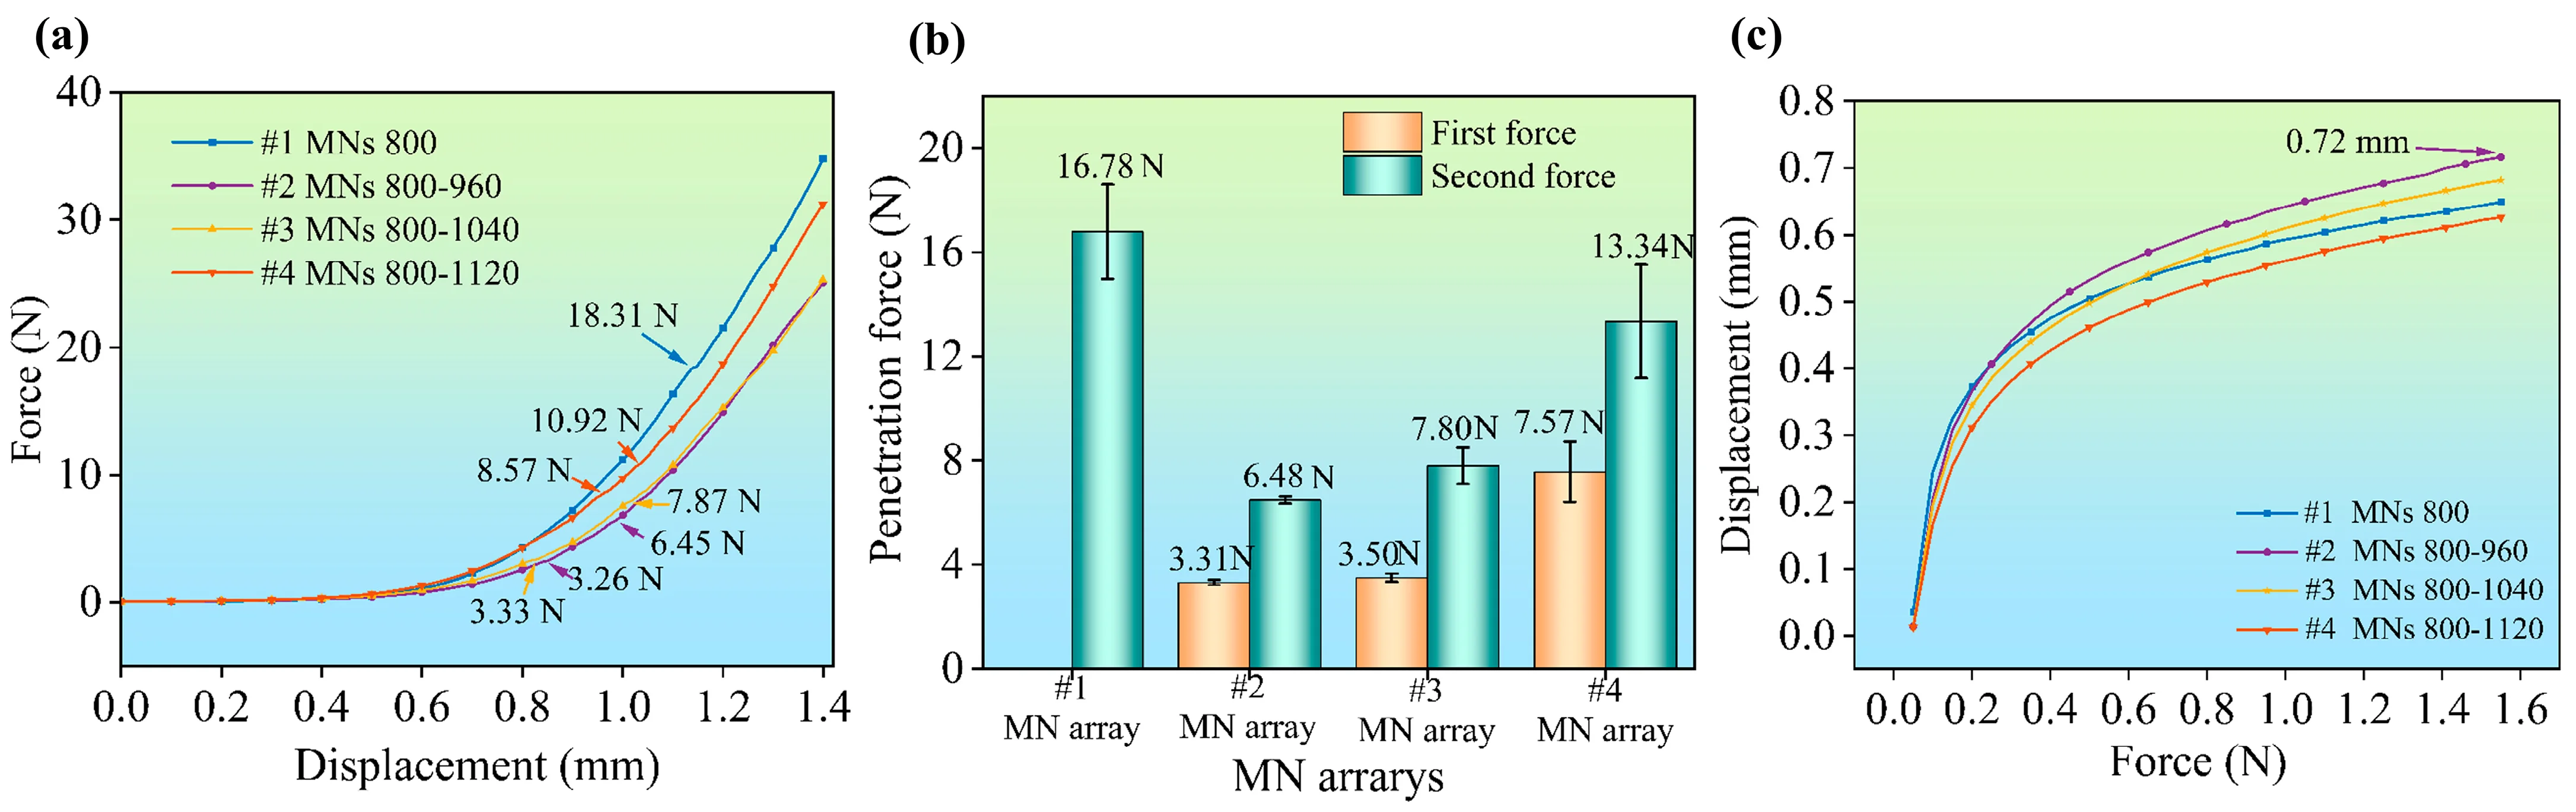 (a)
40
30
20
10
0
Force (N)
#1 MNs 800
#2 MNs 800-960
#3 MNs 800-1040
#4 MNs 800-1120
18.31 N
10.92 N
8.57 N
7.87 N
6.45 N
3.26 N
3.33 N
0.0 0.2 0.4 0.6 0.8 1.0 1.2 1.4
Displacement (mm)
(b)
20
16
12
8
4
0
Penetration force (N)
First force
Second force
16.78 N
3.31N
6.48 N
3.50N
7.80N
7.57N
13.34N
#1 #2 #3 #4
MN array MN array MN array MN array
MN arrarys
(c)
0.8
0.7
0.6
0.5
0.4
0.3
0.2
0.1
0.0
Displacement (mm)
0.72 mm
#1 MNs 800
#2 MNs 800-960
#3 MNs 800-1040
#4 MNs 800-1120
0.0 0.2 0.4 0.6 0.8 1.0 1.2 1.4 1.6
Force (N)